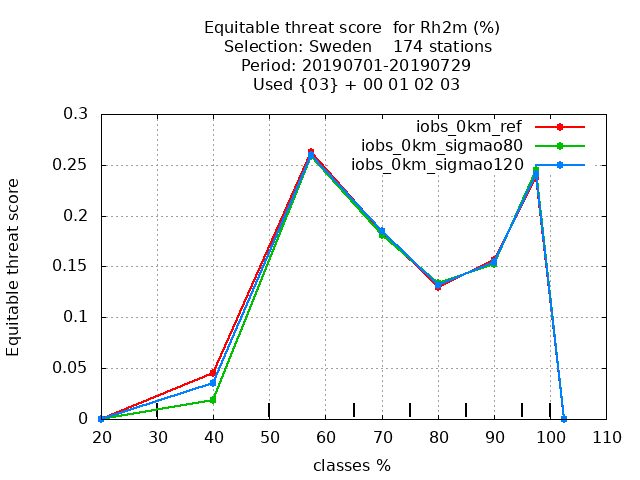 Equitable threat score  for Rh2m (%)
Selection: Sweden    174 stations
Period: 20190701-20190729
Used {03} + 00 01 02 03
iobs_0km_ref
iobs_0km_sigmao80
iobs_0km_sigmao120
Equitable threat score
0.3
0.25
0.2
0.15
0.1
0.05
0
20 30 40 50 60 70 80 90 100 110
classes %